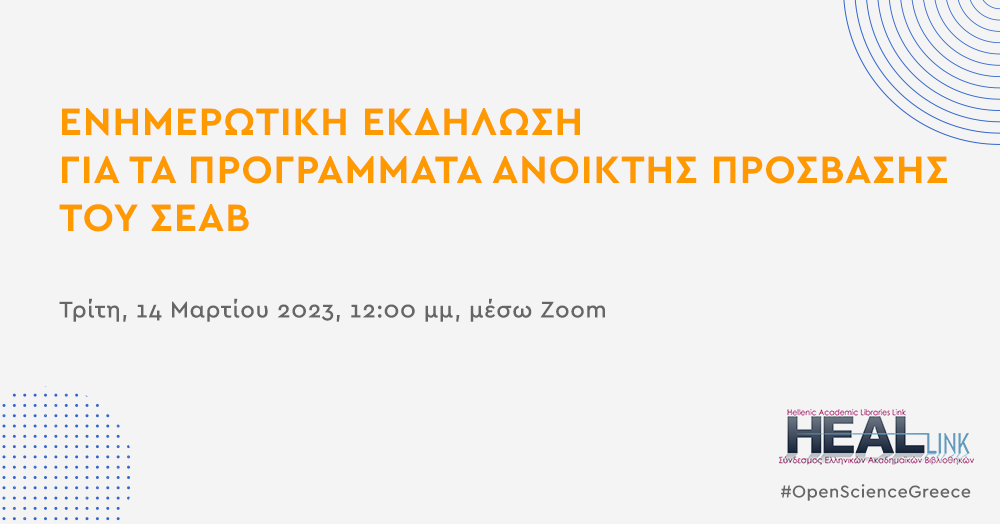 ΕΝΗΜΕΡΩΤΙΚΗ ΕΚΔΗΛΩΣΗ
ΓΙΑ ΤΑ ΠΡΟΓΡΑΜΜΑΤΑ ΑΝΟΙΚΤΗΣ ΠΡΟΣΒΑΣΗΣ
ΤΟΥ ΣΕΑΒ
Τρίτη, 14 Μαρτίου 2023, 12:00 μμ, μέσω Zoom
Hellenic Academic Libraries Link
HEAL LINK
Σύνδεσμος Ελληνικών Ακαδημαϊκών Βιβλιοθηκών
#OpenScienceGreece